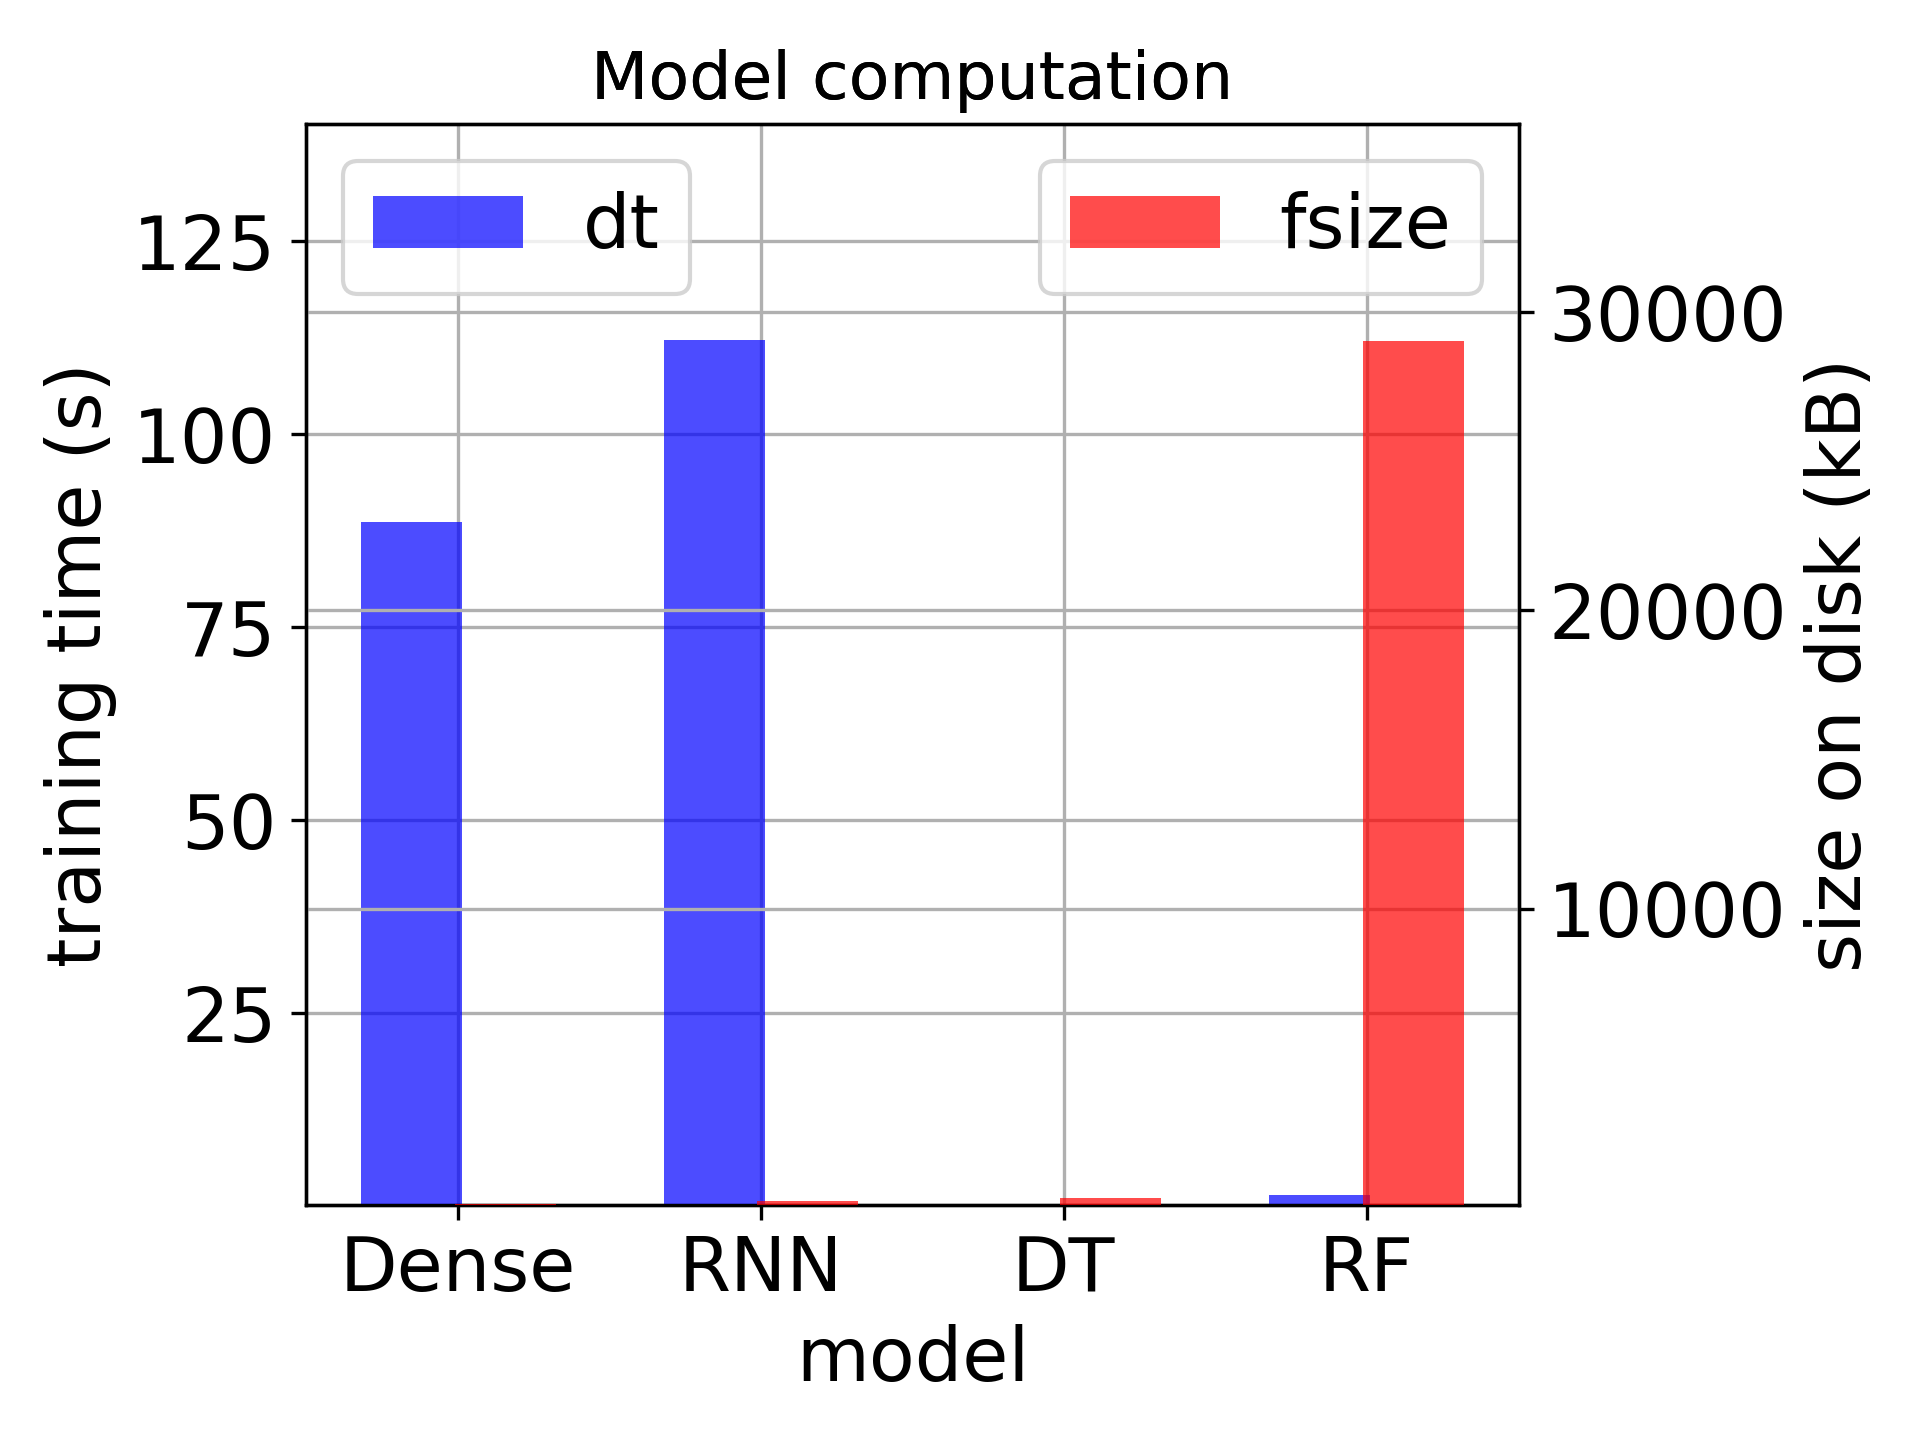 Model computation
dt
fsize
125
100
75
50
25
training time (s)
30000
20000
10000
size on disk (kB)
Dense RNN DT RF
model